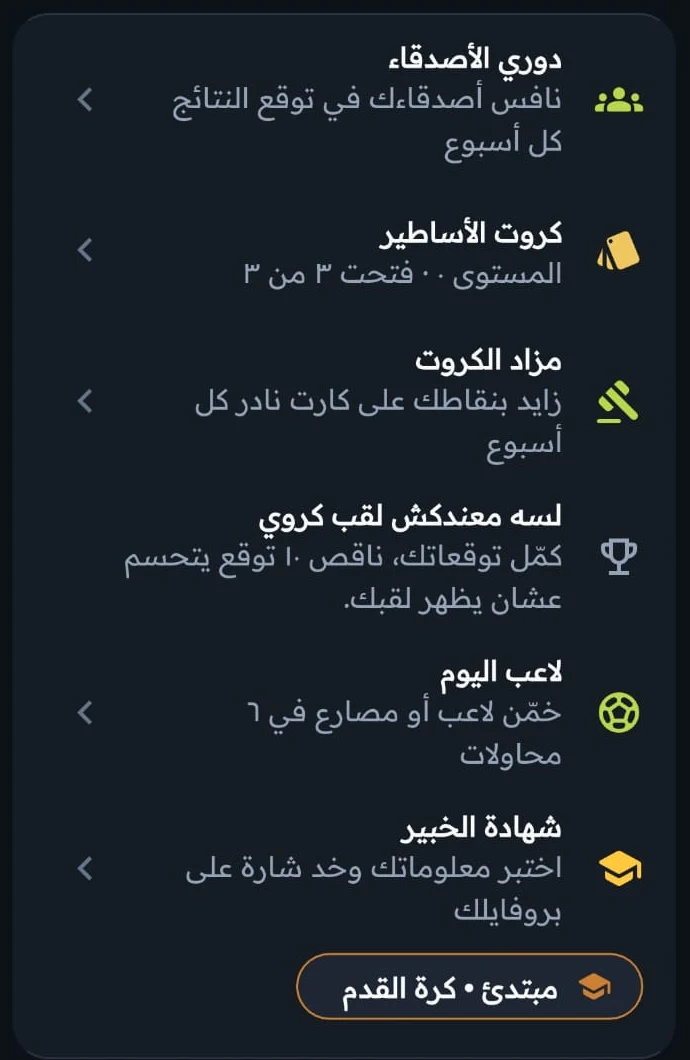 دوري الأصدقاء
نافس أصدقاءك في توقع النتائج
كل أسبوع
كروت الأساطير
المستوى ٠ · فتحت ٣ من ٣
مزاد الكروت
زايد بنقاطك على كارت نادر كل
أسبوع
لسه معندكش لقب كروي
كمّل توقعاتك، ناقص ١٠ توقع يتحسم
عشان يظهر لقبك.
لاعب اليوم
خمّن لاعب أو مصارع في ٦
محاولات
شهادة الخبير
اختبر معلوماتك وخد شارة على
بروفايلك
مبتدئ • كرة القدم